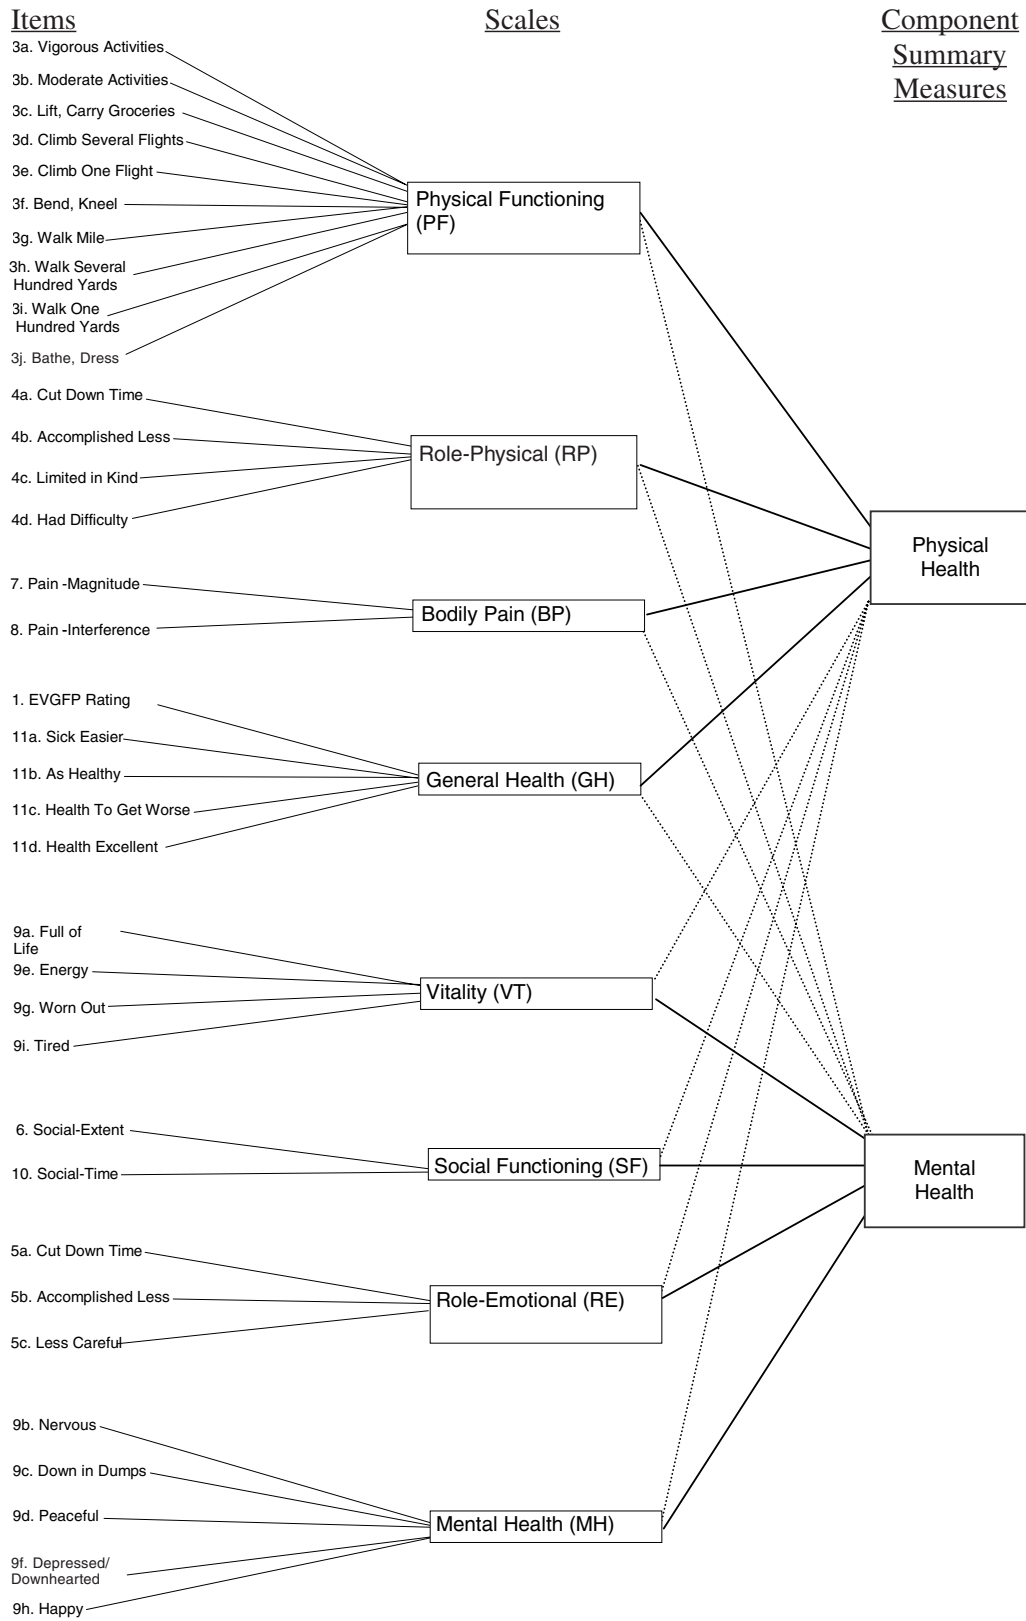 Items
Scales
Component
Summary
Measures
3a. Vigorous Activities
3b. Moderate Activities
3c. Lift, Carry Groceries
3d. Climb Several Flights
3e. Climb One Flight
3f. Bend, Kneel
3g. Walk Mile
3h. Walk Several
Hundred Yards
3i. Walk One
Hundred Yards
3j. Bathe, Dress
Physical Functioning
(PF)
4a. Cut Down Time
4b. Accomplished Less
4c. Limited in Kind
4d. Had Difficulty
Role-Physical (RP)
Physical
Health
7. Pain -Magnitude
8. Pain -Interference
Bodily Pain (BP)
1. EVGFP Rating
11a. Sick Easier
11b. As Healthy
11c. Health To Get Worse
11d. Health Excellent
General Health (GH)
9a. Full of
Life
9e. Energy
9g. Worn Out
9i. Tired
Vitality (VT)
6. Social-Extent
10. Social-Time
Social Functioning (SF)
Mental
Health
5a. Cut Down Time
5b. Accomplished Less
5c. Less Careful
Role-Emotional (RE)
9b. Nervous
9c. Down in Dumps
9d. Peaceful
9f. Depressed/
Downhearted
9h. Happy
Mental Health (MH)